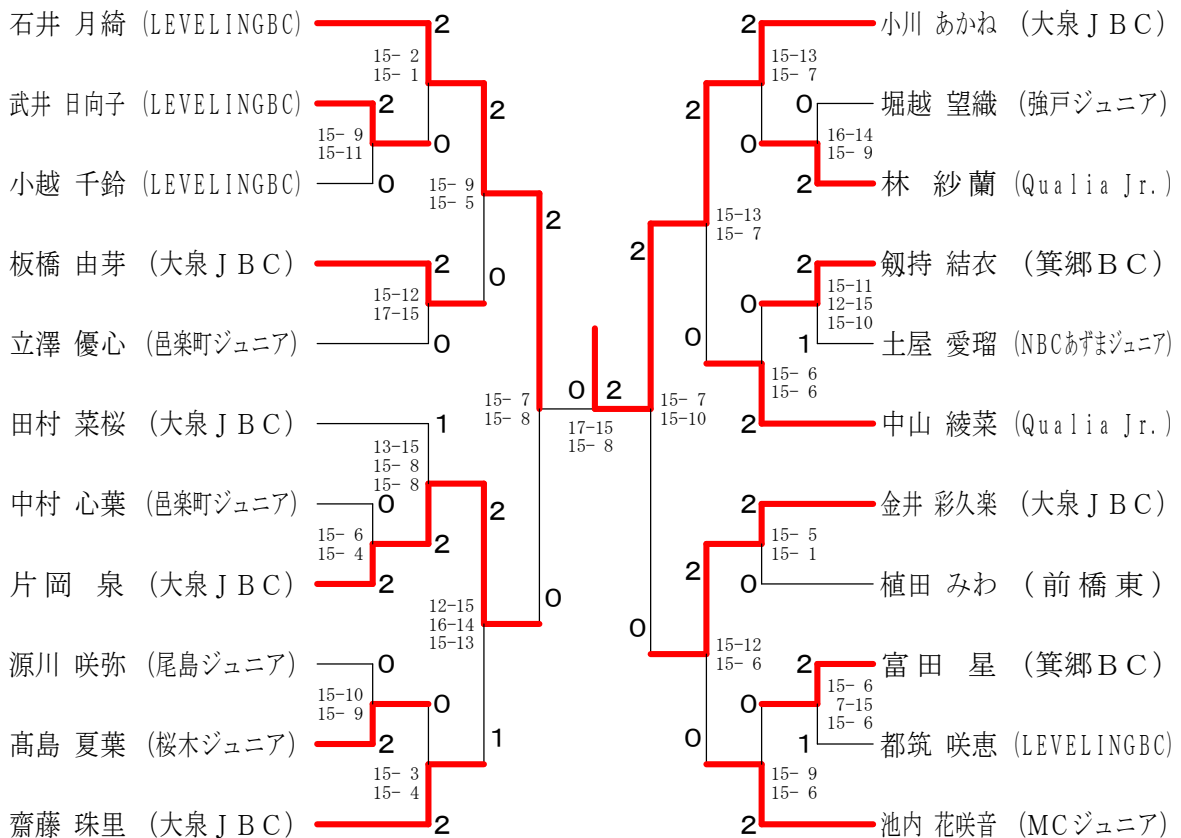 石井 月綺 (LEVELINGBC) 2
15- 2
15- 1
武井 日向子 (LEVELINGBC) 2
2
0
15- 9
15-11
小越 千鈴 (LEVELINGBC) 0
15- 9
15- 5
板橋 由芽 (大泉JBC) 2
2
0
15-12
17-15
立澤 優心 (邑楽町ジュニア) 0
15- 7
15- 8
田村 菜桜 (大泉JBC) 1
13-15
15- 8
15- 8
中村 心葉 (邑楽町ジュニア) 0
2
15- 6
15- 4
2
片岡 泉 (大泉JBC) 2
12-15
16-14
15-13
0
源川 咲弥 (尾島ジュニア) 0
15-10
15- 9
0
髙島 夏葉 (桜木ジュニア) 2
1
15- 3
15- 4
齋藤 珠里 (大泉JBC) 2
0 2
17-15
15- 8
2 小川 あかね (大泉JBC)
15-13
15- 7
2
0 堀越 望織 (強戸ジュニア)
16-14
15- 9
0
2 林 紗蘭 (Qualia Jr.)
15-13
15- 7
2
2 剱持 結衣 (箕郷BC)
15-11
12-15
15-10
0
0
1 土屋 愛瑠 (NBCあずまジュニア)
15- 6
15- 6
15- 7
15-10
2 中山 綾菜 (Qualia Jr.)
2 金井 彩久楽 (大泉JBC)
15- 5
15- 1
2
0 植田 みわ (前橋東)
0
15-12
15- 6
2 富田 星 (箕郷BC)
15- 6
7-15
15- 6
0
0
1 都筑 咲恵 (LEVELINGBC)
15- 9
15- 6
2 池内 花咲音 (MCジュニア)